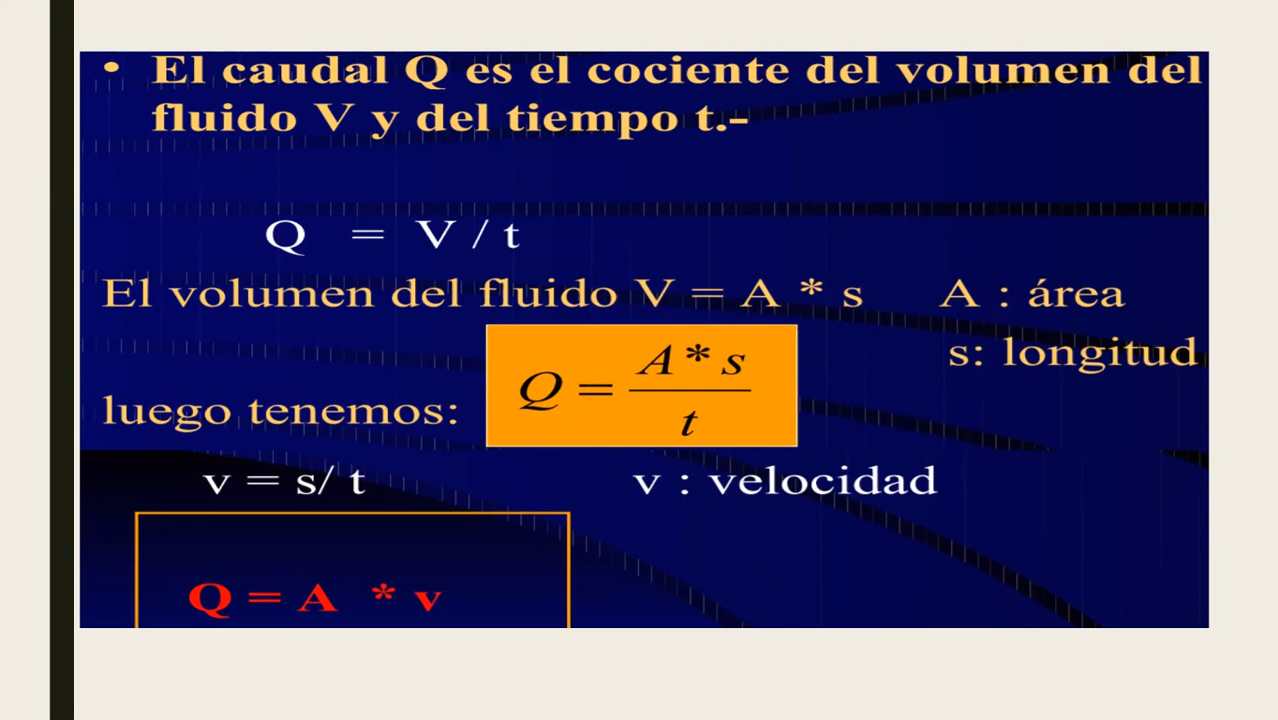 • El caudal Q es el cociente del volumen del
fluido V y del tiempo t.-
Q = V / t
El volumen del fluido V = A * s A : área
s: longitud
luego tenemos: Q = A * s / t
v = s/ t v : velocidad
Q = A * v